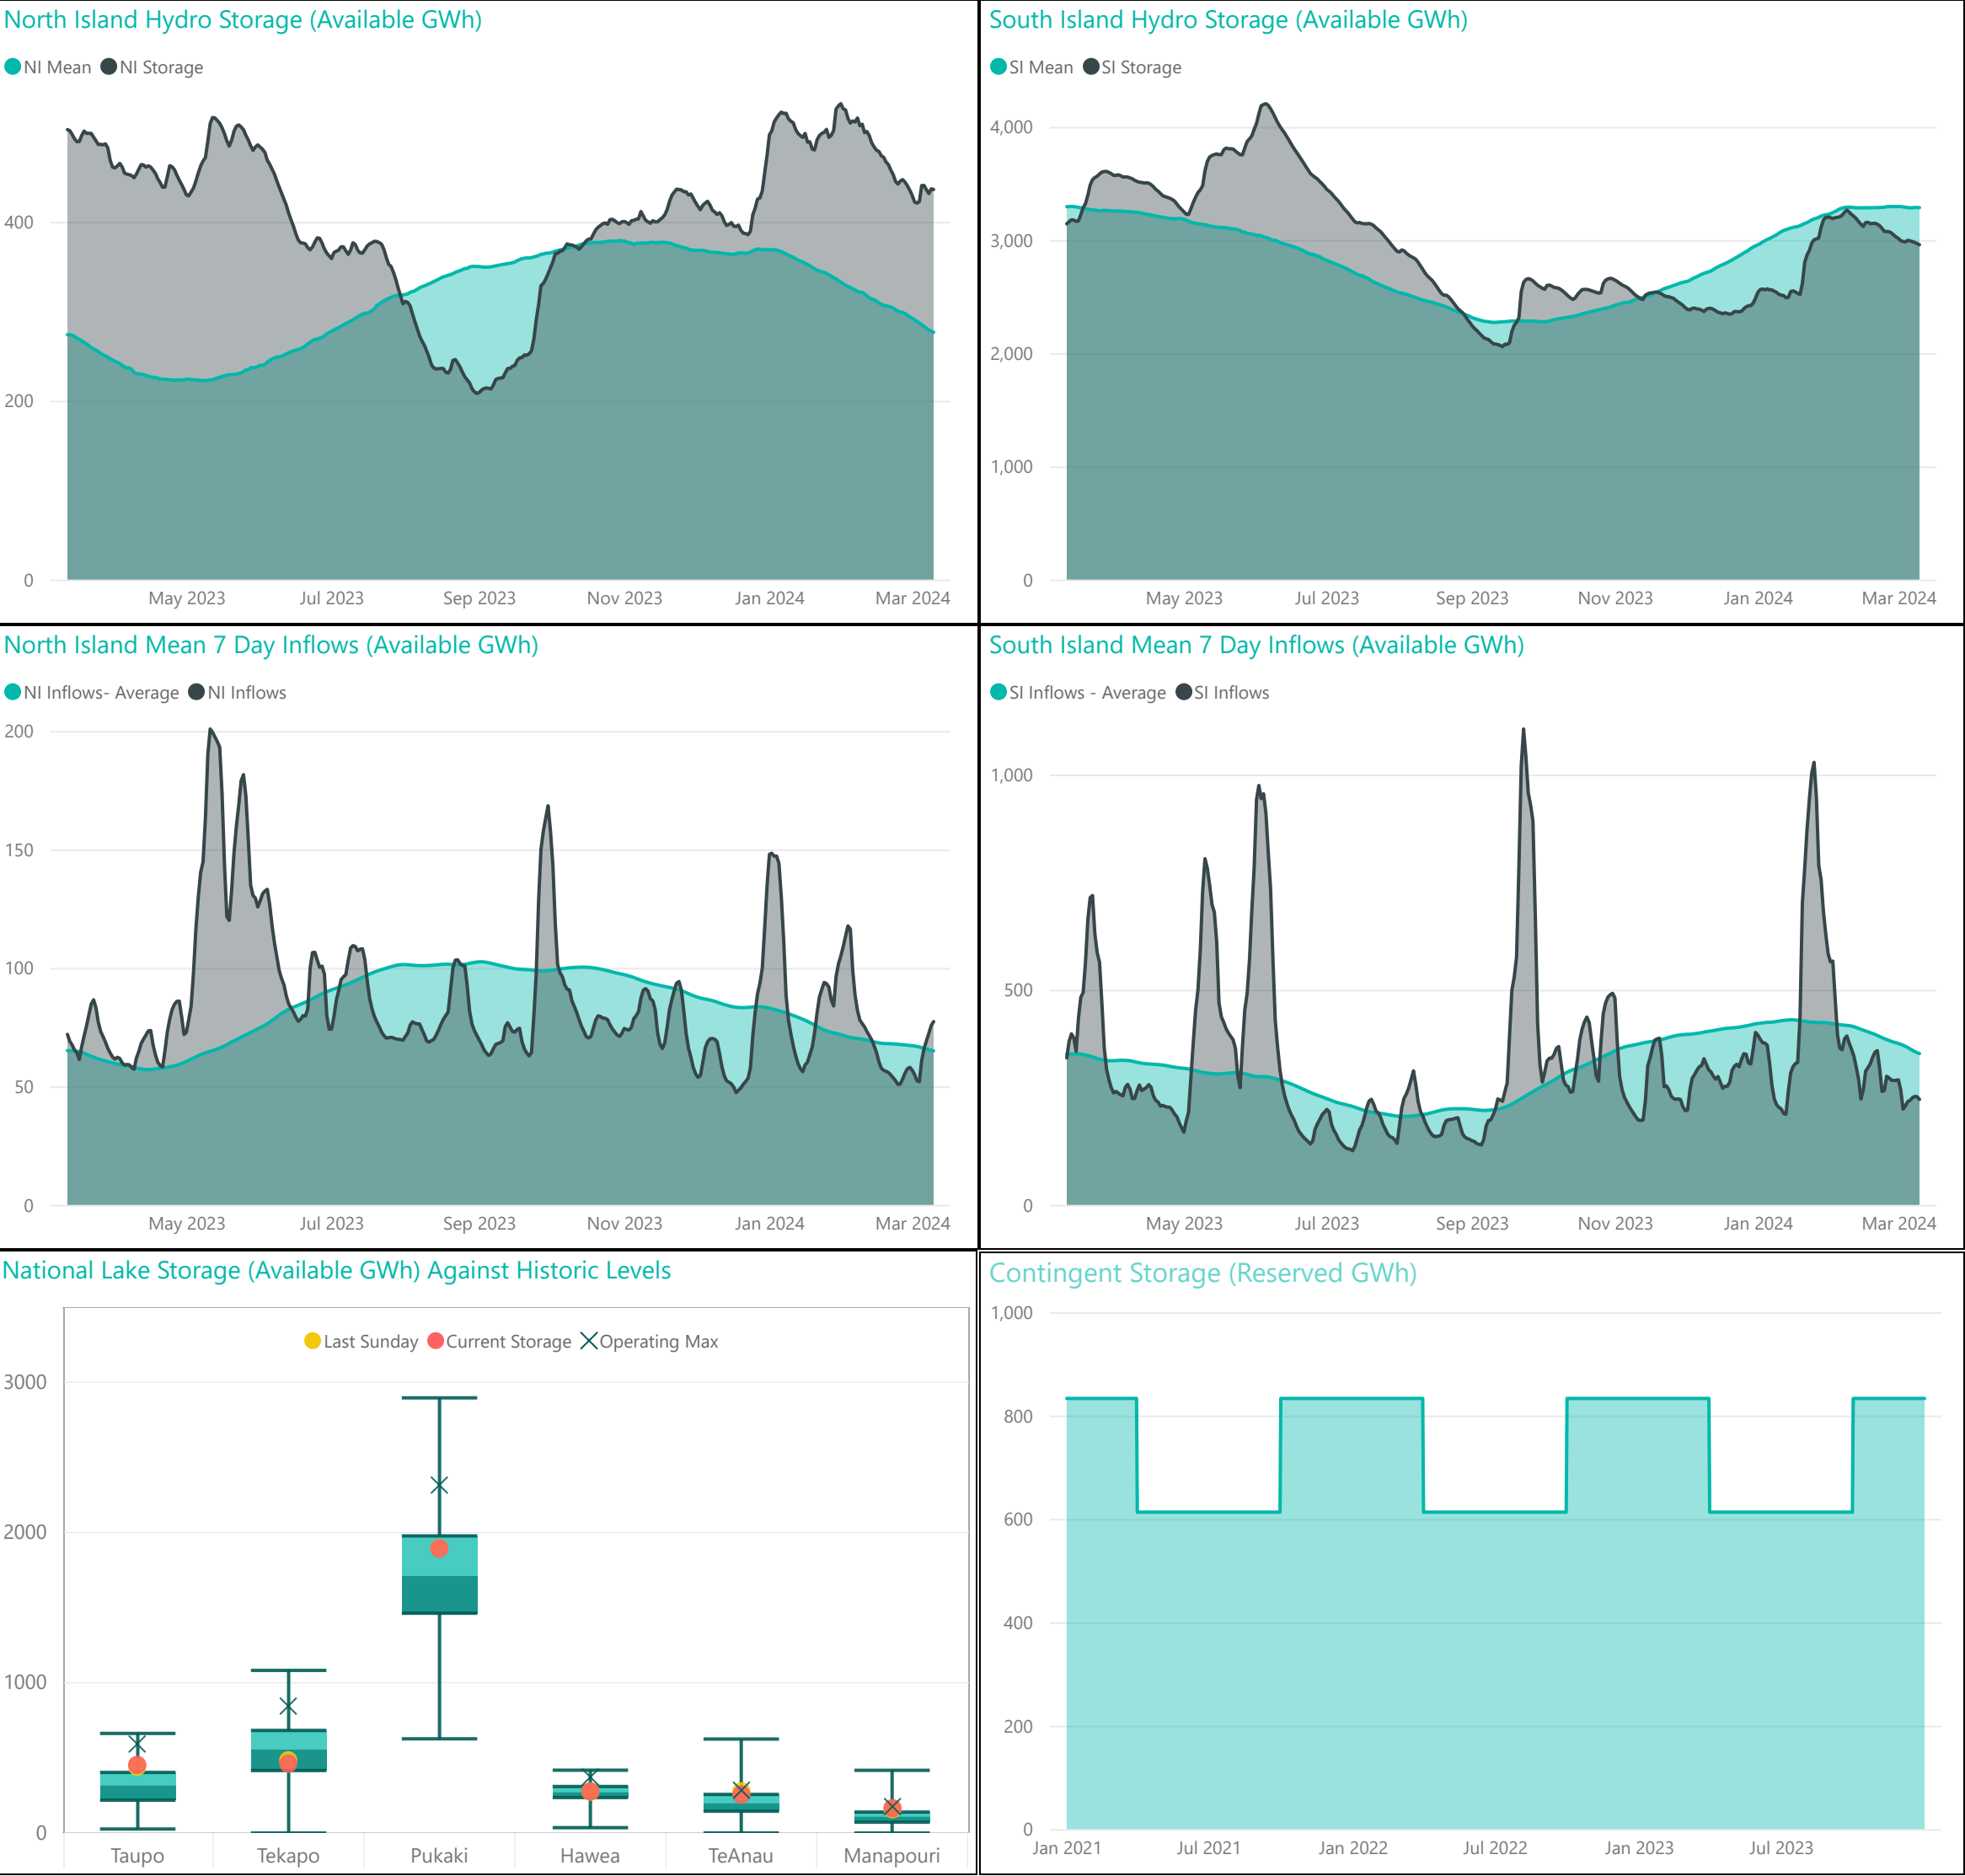 North Island Hydro Storage (Available GWh)
NI Mean NI Storage
400
200
0
May 2023 Jul 2023 Sep 2023 Nov 2023 Jan 2024 Mar 2024
South Island Hydro Storage (Available GWh)
SI Mean SI Storage
4,000
3,000
2,000
1,000
0
May 2023 Jul 2023 Sep 2023 Nov 2023 Jan 2024 Mar 2024
North Island Mean 7 Day Inflows (Available GWh)
NI Inflows- Average NI Inflows
200
150
100
50
0
May 2023 Jul 2023 Sep 2023 Nov 2023 Jan 2024 Mar 2024
South Island Mean 7 Day Inflows (Available GWh)
SI Inflows - Average SI Inflows
1,000
500
0
May 2023 Jul 2023 Sep 2023 Nov 2023 Jan 2024 Mar 2024
National Lake Storage (Available GWh) Against Historic Levels
Last Sunday Current Storage Operating Max
3000
2000
1000
0
Taupo Tekapo Pukaki Hawea TeAnau Manapouri
Contingent Storage (Reserved GWh)
1,000
800
600
400
200
0
Jan 2021 Jul 2021 Jan 2022 Jul 2022 Jan 2023 Jul 2023